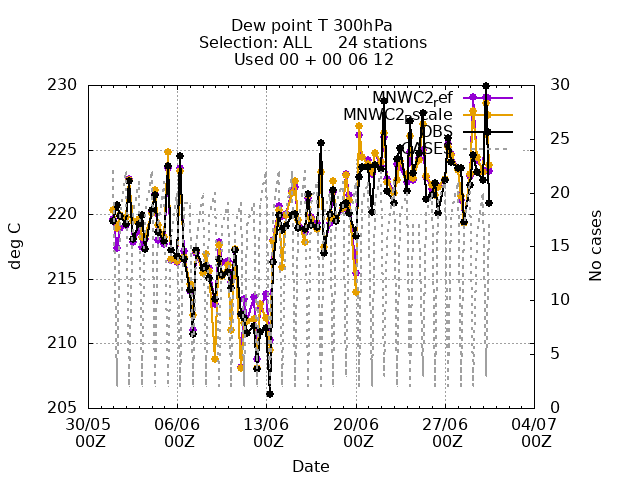 Dew point T 300hPa
Selection: ALL 24 stations
Used 00 + 00 06 12
deg C
No cases
230
225
220
215
210
205
30
25
20
15
10
5
0
MNWC2_ref
MNWC2_scale
OBS
CASES
30/05 06/06 13/06 20/06 27/06 04/07
00Z 00Z 00Z 00Z 00Z 00Z
Date